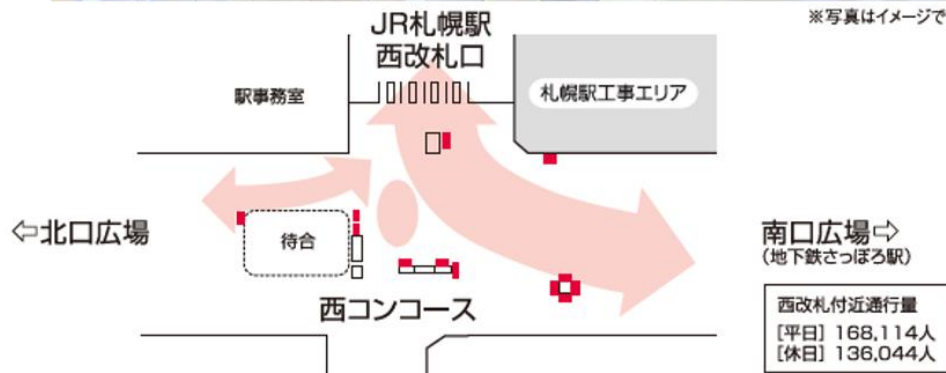 ※写真はイメージで
JR札幌駅
西改札口
駅事務室
札幌駅工事エリア
⇦北口広場
待合
南口広場⇨
(地下鉄さっぽろ駅)
西コンコース
西改札付近通行量
[平日] 168,114人
[休日] 136,044人